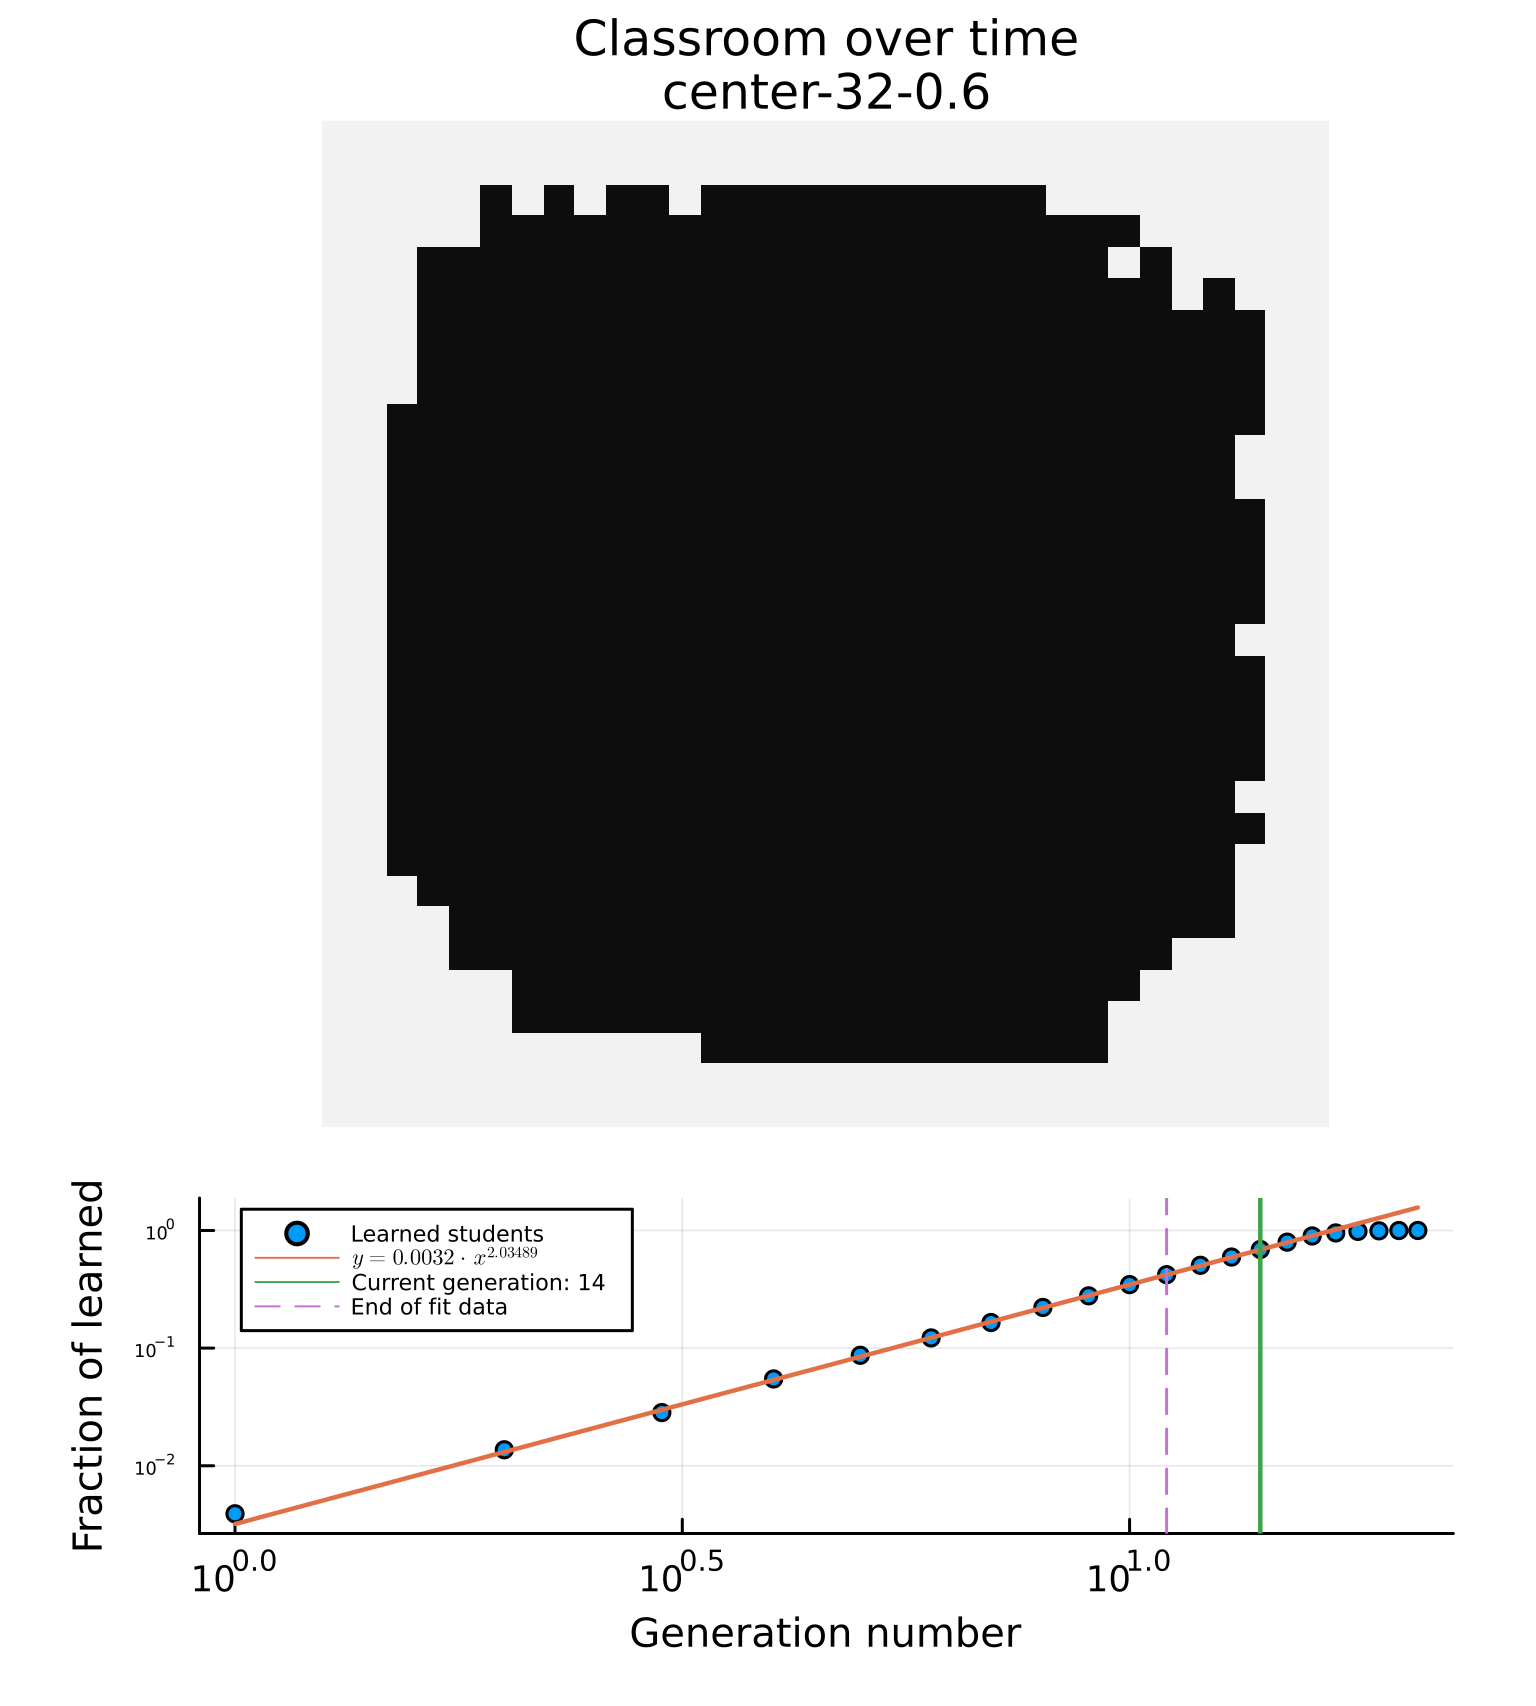 Classroom over time
center-32-0.6
Fraction of learned
10^0
10^-1
10^-2
Learned students
y = 0.0032 · x^2.03489
Current generation: 14
End of fit data
10^0.0
10^0.5
10^1.0
Generation number